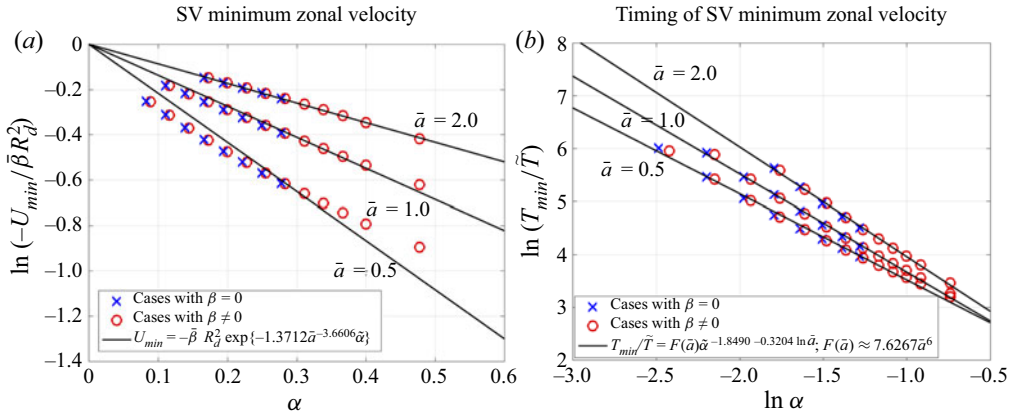 SV minimum zonal velocity
(a)
0
−0.2
−0.4
−0.6
−0.8
−1.0
−1.2
−1.4
ln (−U_min/β̄R_d²)
ā = 2.0
ā = 1.0
ā = 0.5
Cases with β = 0
Cases with β ≠ 0
U_min = −β̄ R_d² exp{−1.3712ā^−3.6606 α̃}
0 0.1 0.2 0.3 0.4 0.5 0.6
α
Timing of SV minimum zonal velocity
(b)
8
7
6
5
4
3
2
ln (T_min/T̃)
ā = 2.0
ā = 1.0
ā = 0.5
Cases with β = 0
Cases with β ≠ 0
T_min/T̃ = F(ā)α̃^−1.8490 −0.3204 ln ā; F(ā) ≈ 7.6267ā^6
−3.0 −2.5 −2.0 −1.5 −1.0 −0.5
ln α